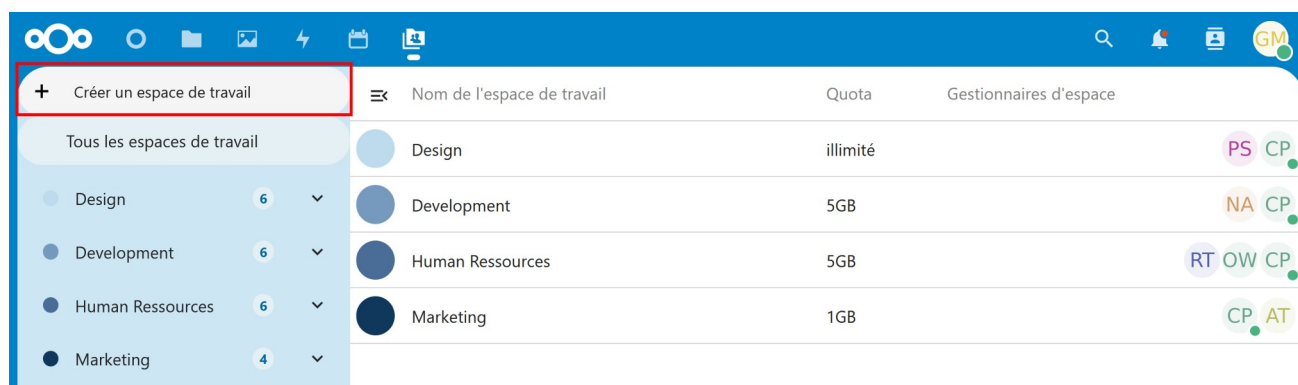 GM
+ Créer un espace de travail
Nom de l'espace de travail Quota Gestionnaires d'espace
Tous les espaces de travail
Design illimité PS CP
Design 6
Development 5GB NA CP
Development 6
Human Ressources 5GB RT OW CP
Human Ressources 6
Marketing 1GB CP AT
Marketing 4